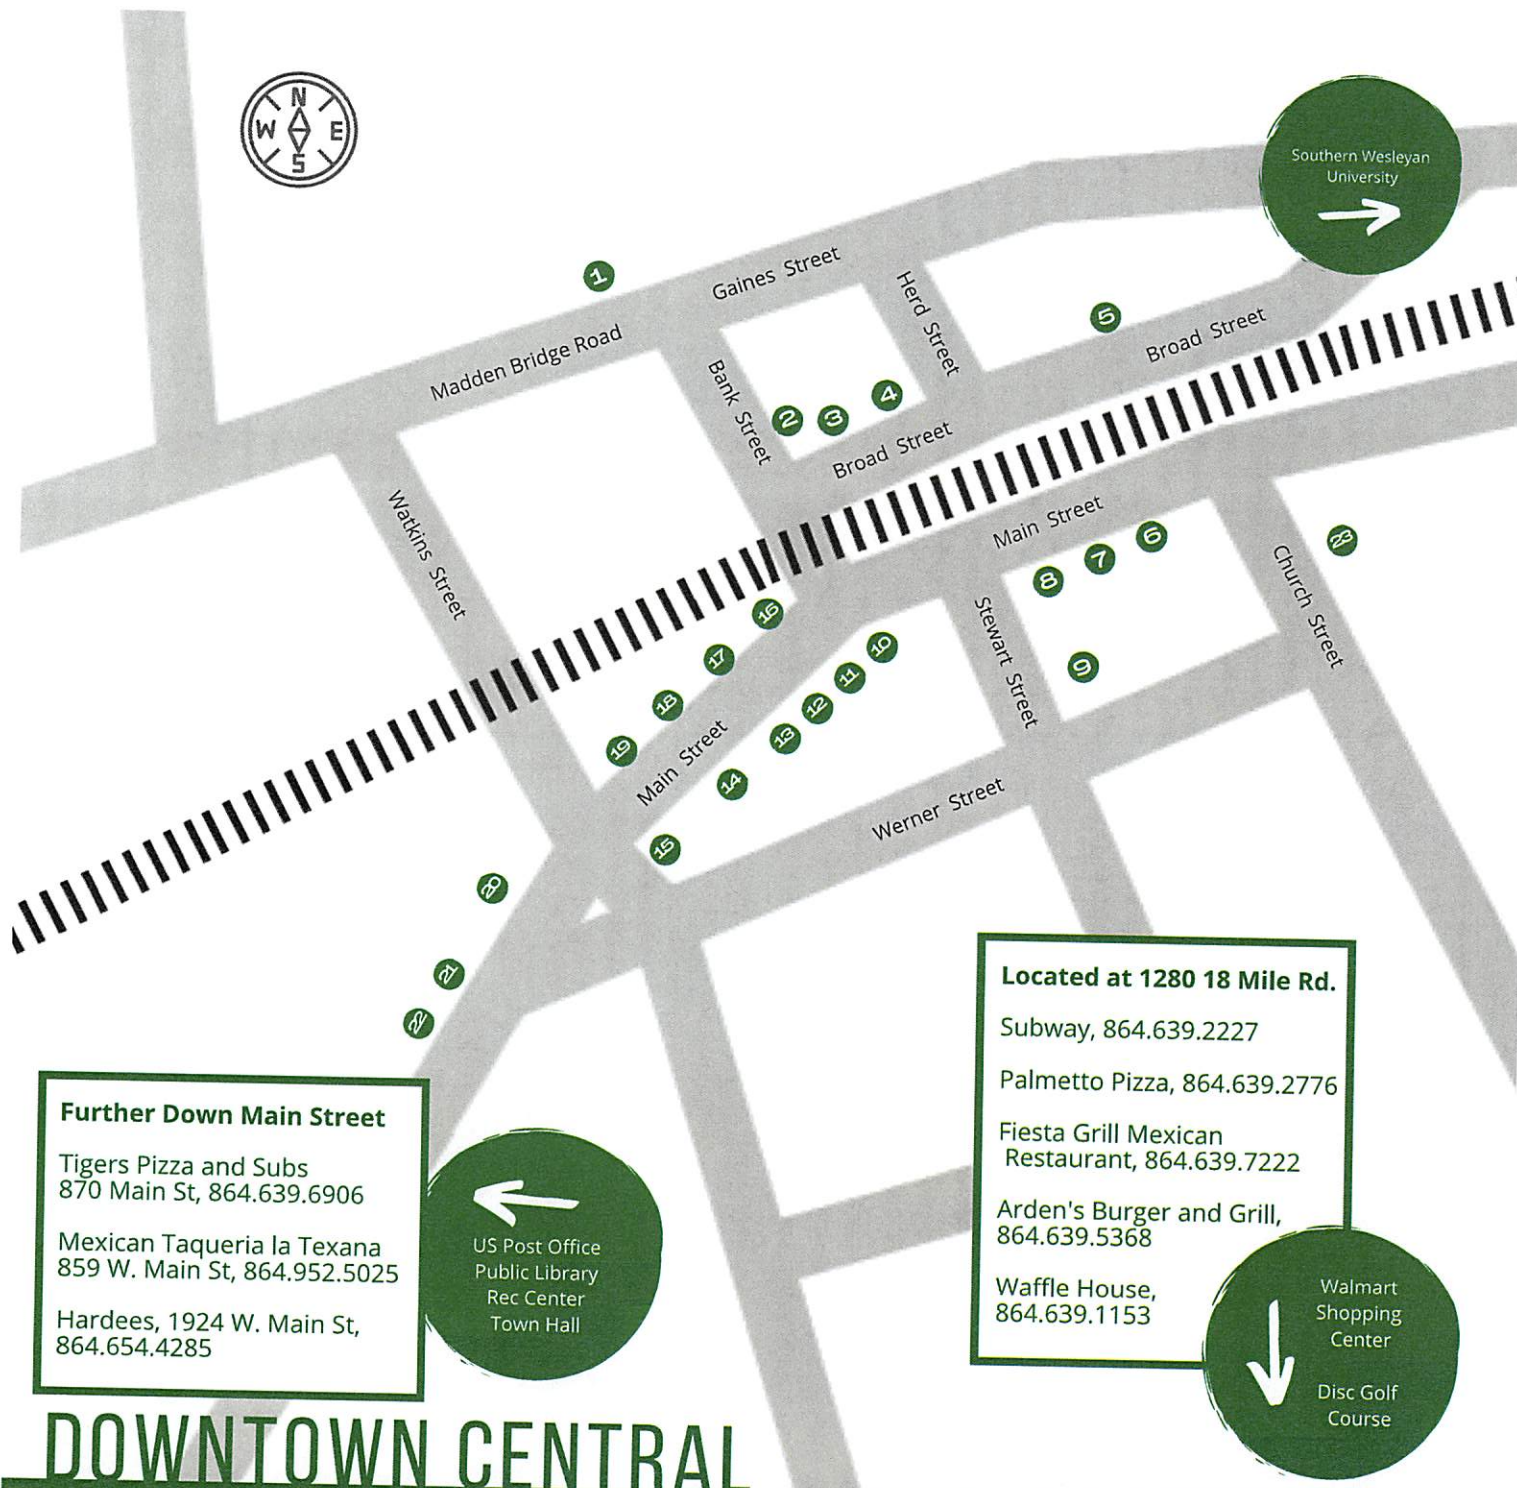 N
W E
S
Southern Wesleyan
University
1
Gaines Street
Herd Street
5
Broad Street
Madden Bridge Road
Bank Street
2
3
4
Broad Street
Watkins Street
Main Street
6
7
8
23
Church Street
16
Stewart Street
10
17
11
9
18
12
13
19
Main Street
14
Werner Street
15
20
21
22
Located at 1280 18 Mile Rd.
Subway, 864.639.2227
Palmetto Pizza, 864.639.2776
Fiesta Grill Mexican
Restaurant, 864.639.7222
Arden's Burger and Grill,
864.639.5368
Waffle House,
864.639.1153
Further Down Main Street
Tigers Pizza and Subs
870 Main St, 864.639.6906
Mexican Taqueria la Texana
859 W. Main St, 864.952.5025
Hardees, 1924 W. Main St,
864.654.4285
US Post Office
Public Library
Rec Center
Town Hall
Walmart
Shopping
Center
Disc Golf
Course
DOWNTOWN CENTRAL